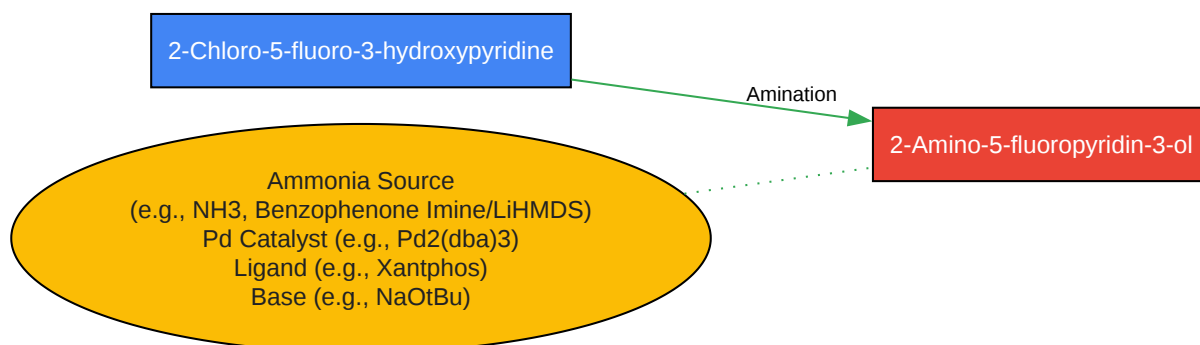 2-Chloro-5-fluoro-3-hydroxypyridine
Amination
2-Amino-5-fluoropyridin-3-ol
Ammonia Source
(e.g., NH3, Benzophenone Imine/LiHMDS)
Pd Catalyst (e.g., Pd2(dba)3)
Ligand (e.g., Xantphos)
Base (e.g., NaOtBu)